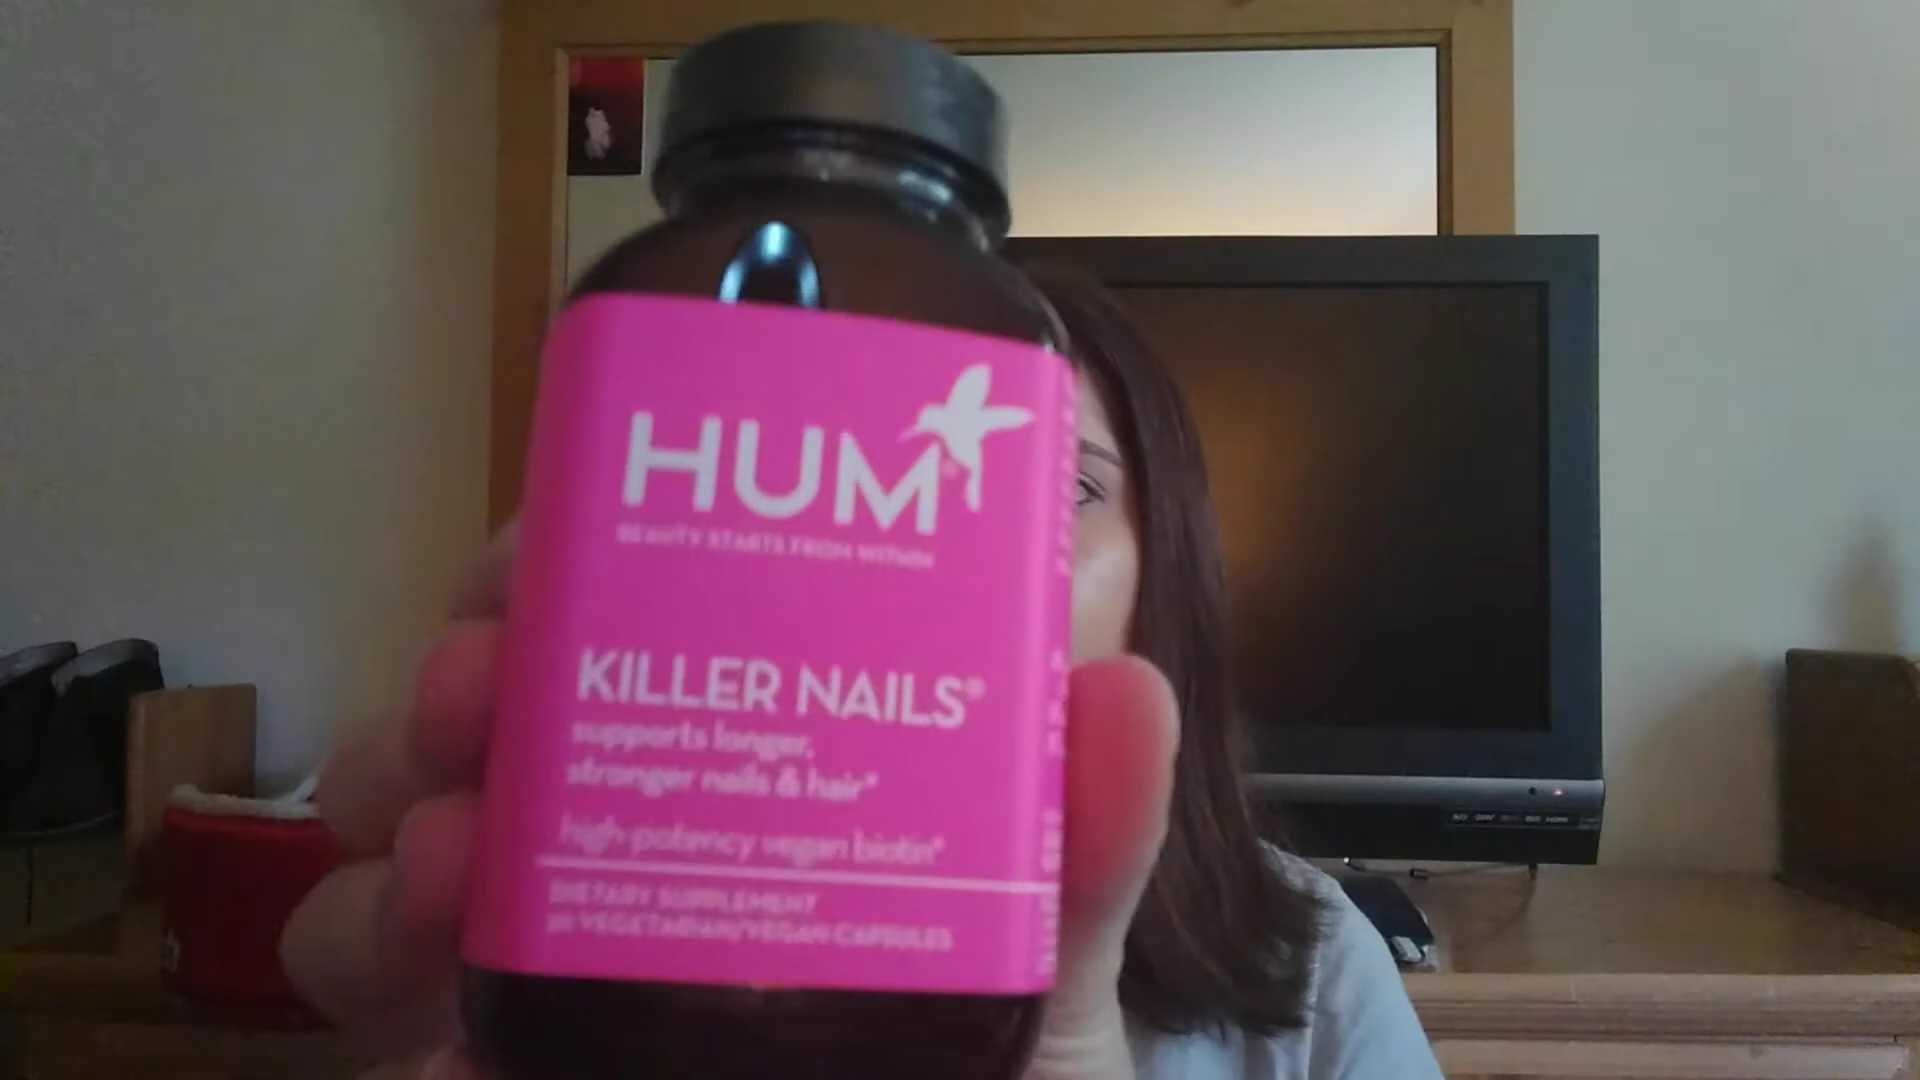 HUM®
BEAUTY STARTS FROM WITHIN
KILLER NAILS®
supports longer,
stronger nails & hair*
high-potency vegan biotin*
DIETARY SUPPLEMENT
30 VEGETARIAN/VEGAN CAPSULES